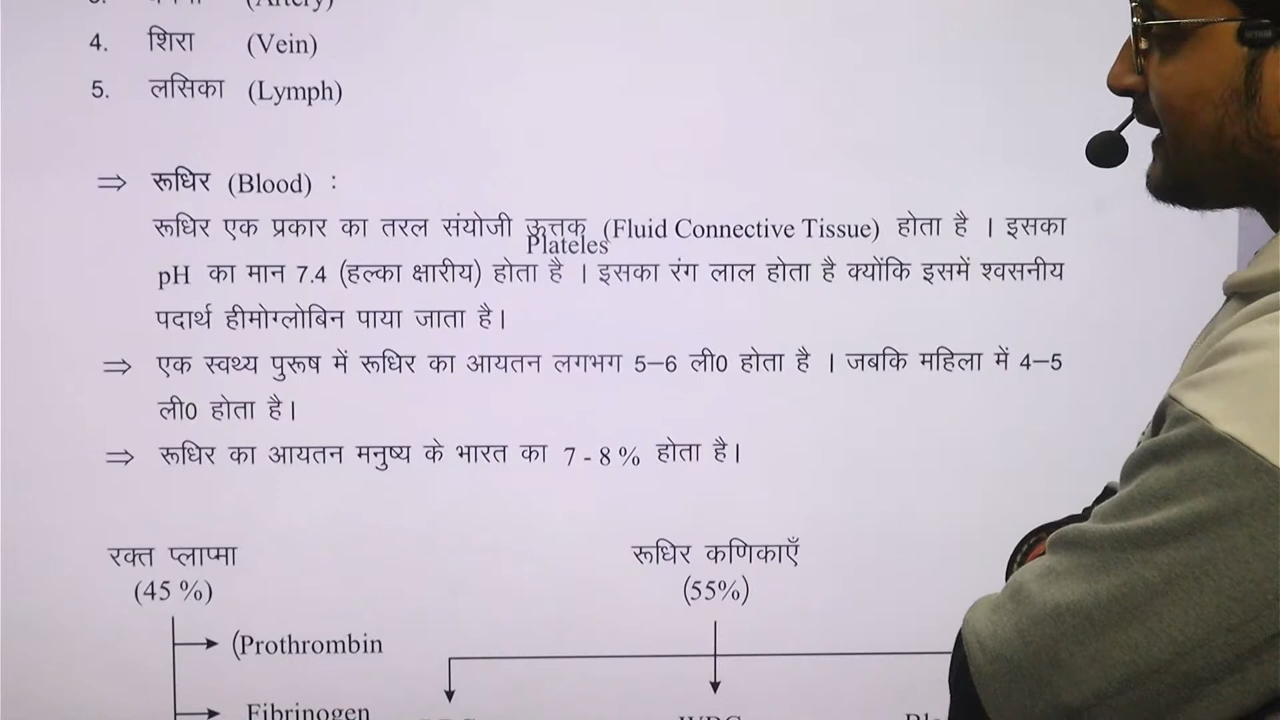 (Artery)
4. शिरा (Vein)
5. लसिका (Lymph)
⇒ रूधिर (Blood) :
रूधिर एक प्रकार का तरल संयोजी ऊत्तक (Fluid Connective Tissue) होता है । इसका
Plateles
pH का मान 7.4 (हल्का क्षारीय) होता है । इसका रंग लाल होता है क्योंकि इसमें श्वसनीय
पदार्थ हीमोग्लोबिन पाया जाता है।
⇒ एक स्वथ्य पुरूष में रूधिर का आयतन लगभग 5–6 ली0 होता है । जबकि महिला में 4–5
ली0 होता है।
⇒ रूधिर का आयतन मनुष्य के भारत का 7 - 8 % होता है।
रक्त प्लाप्मा रूधिर कणिकाएँ
(45 %) (55%)
(Prothrombin
Fibrinogen